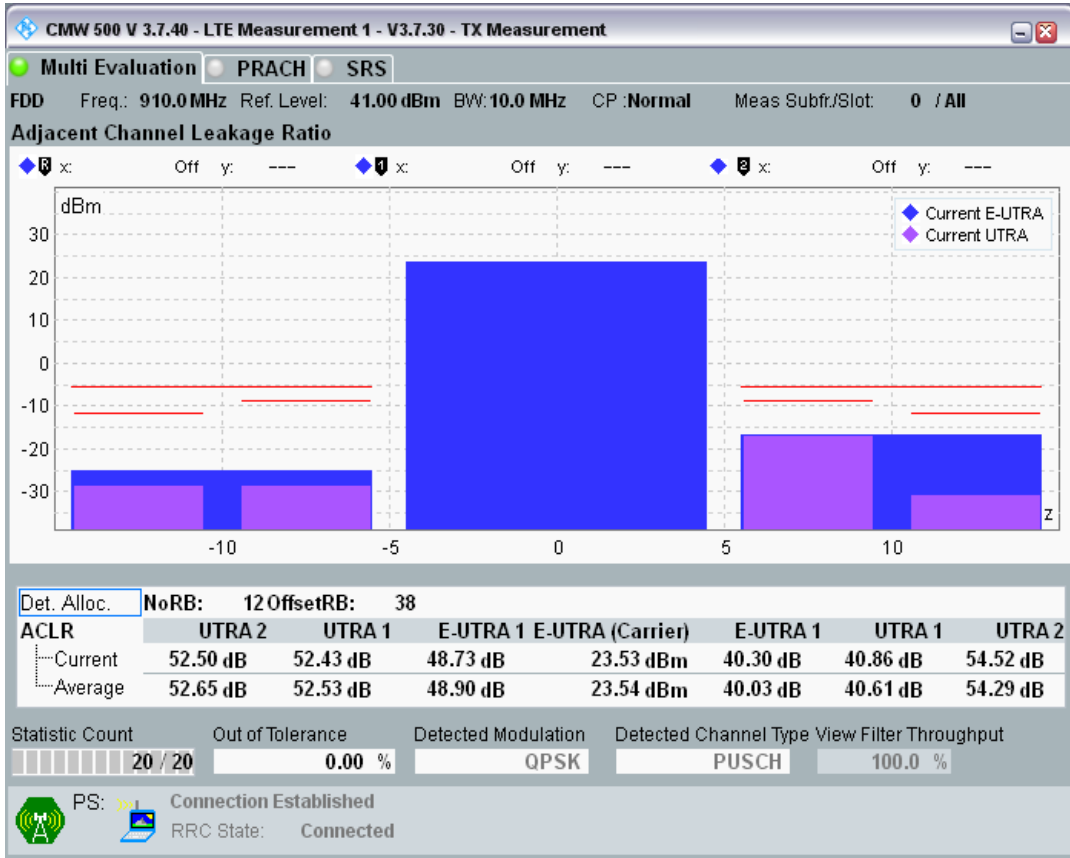 CMW 500 V 3.7.40 - LTE Measurement 1 - V3.7.30 - TX Measurement
Multi Evaluation PRACH SRS
FDD Freq.: 910.0 MHz Ref. Level: 41.00 dBm BW: 10.0 MHz CP :Normal Meas Subfr./Slot: 0 / All
Adjacent Channel Leakage Ratio
R x: Off y: --- 1 x: Off y: --- 2 x: Off y: ---
dBm
Current E-UTRA
Current UTRA
30
20
10
0
-10
-20
-30
z
-10 -5 0 5 10
Det. Alloc. NoRB: 12 OffsetRB: 38
ACLR UTRA 2 UTRA 1 E-UTRA 1 E-UTRA (Carrier) E-UTRA 1 UTRA 1 UTRA 2
Current 52.50 dB 52.43 dB 48.73 dB 23.53 dBm 40.30 dB 40.86 dB 54.52 dB
Average 52.65 dB 52.53 dB 48.90 dB 23.54 dBm 40.03 dB 40.61 dB 54.29 dB
Statistic Count Out of Tolerance Detected Modulation Detected Channel Type View Filter Throughput
20 / 20 0.00 % QPSK PUSCH 100.0 %
PS: Connection Established
RRC State: Connected